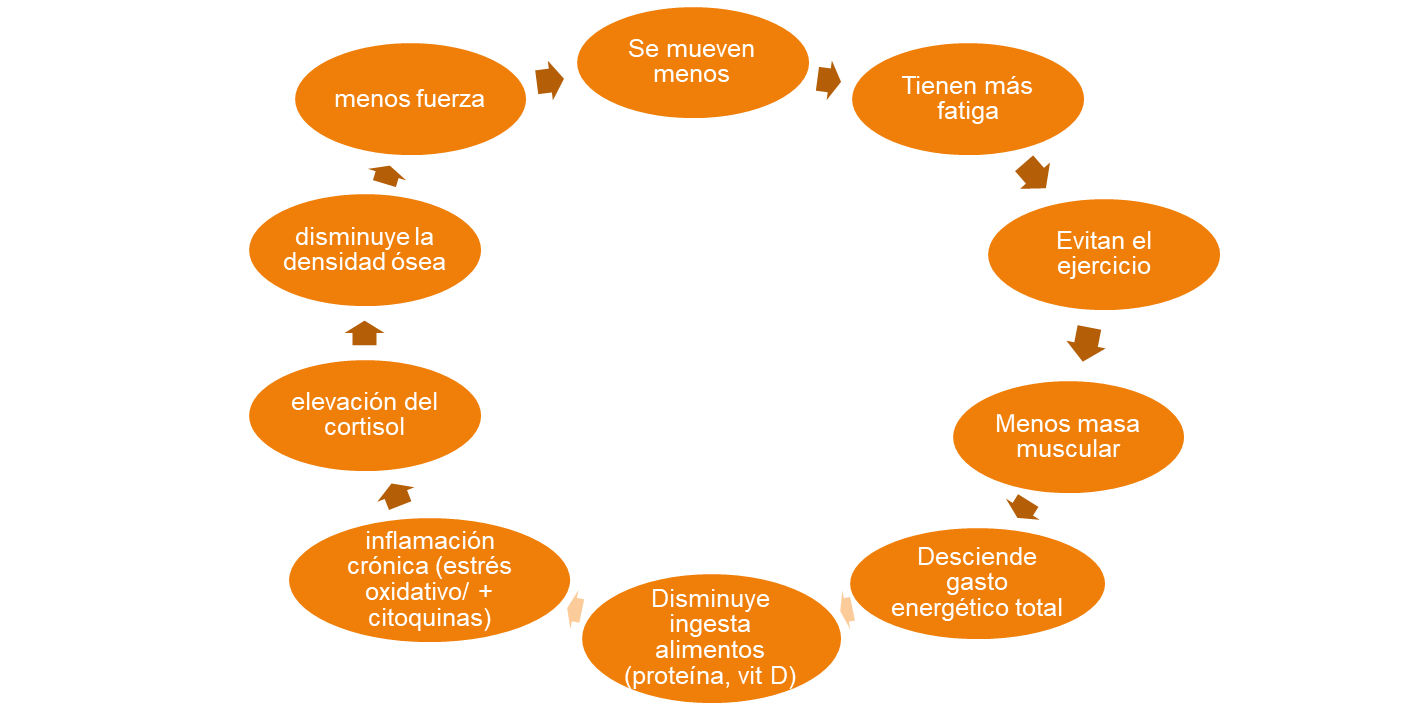 Se mueven
menos
Tienen más
fatiga
Evitan el
ejercicio
Menos masa
muscular
Desciende
gasto
energético total
Disminuye
ingesta
alimentos
(proteína, vit D)
inflamación
crónica (estrés
oxidativo/ +
citoquinas)
elevación del
cortisol
disminuye la
densidad ósea
menos fuerza